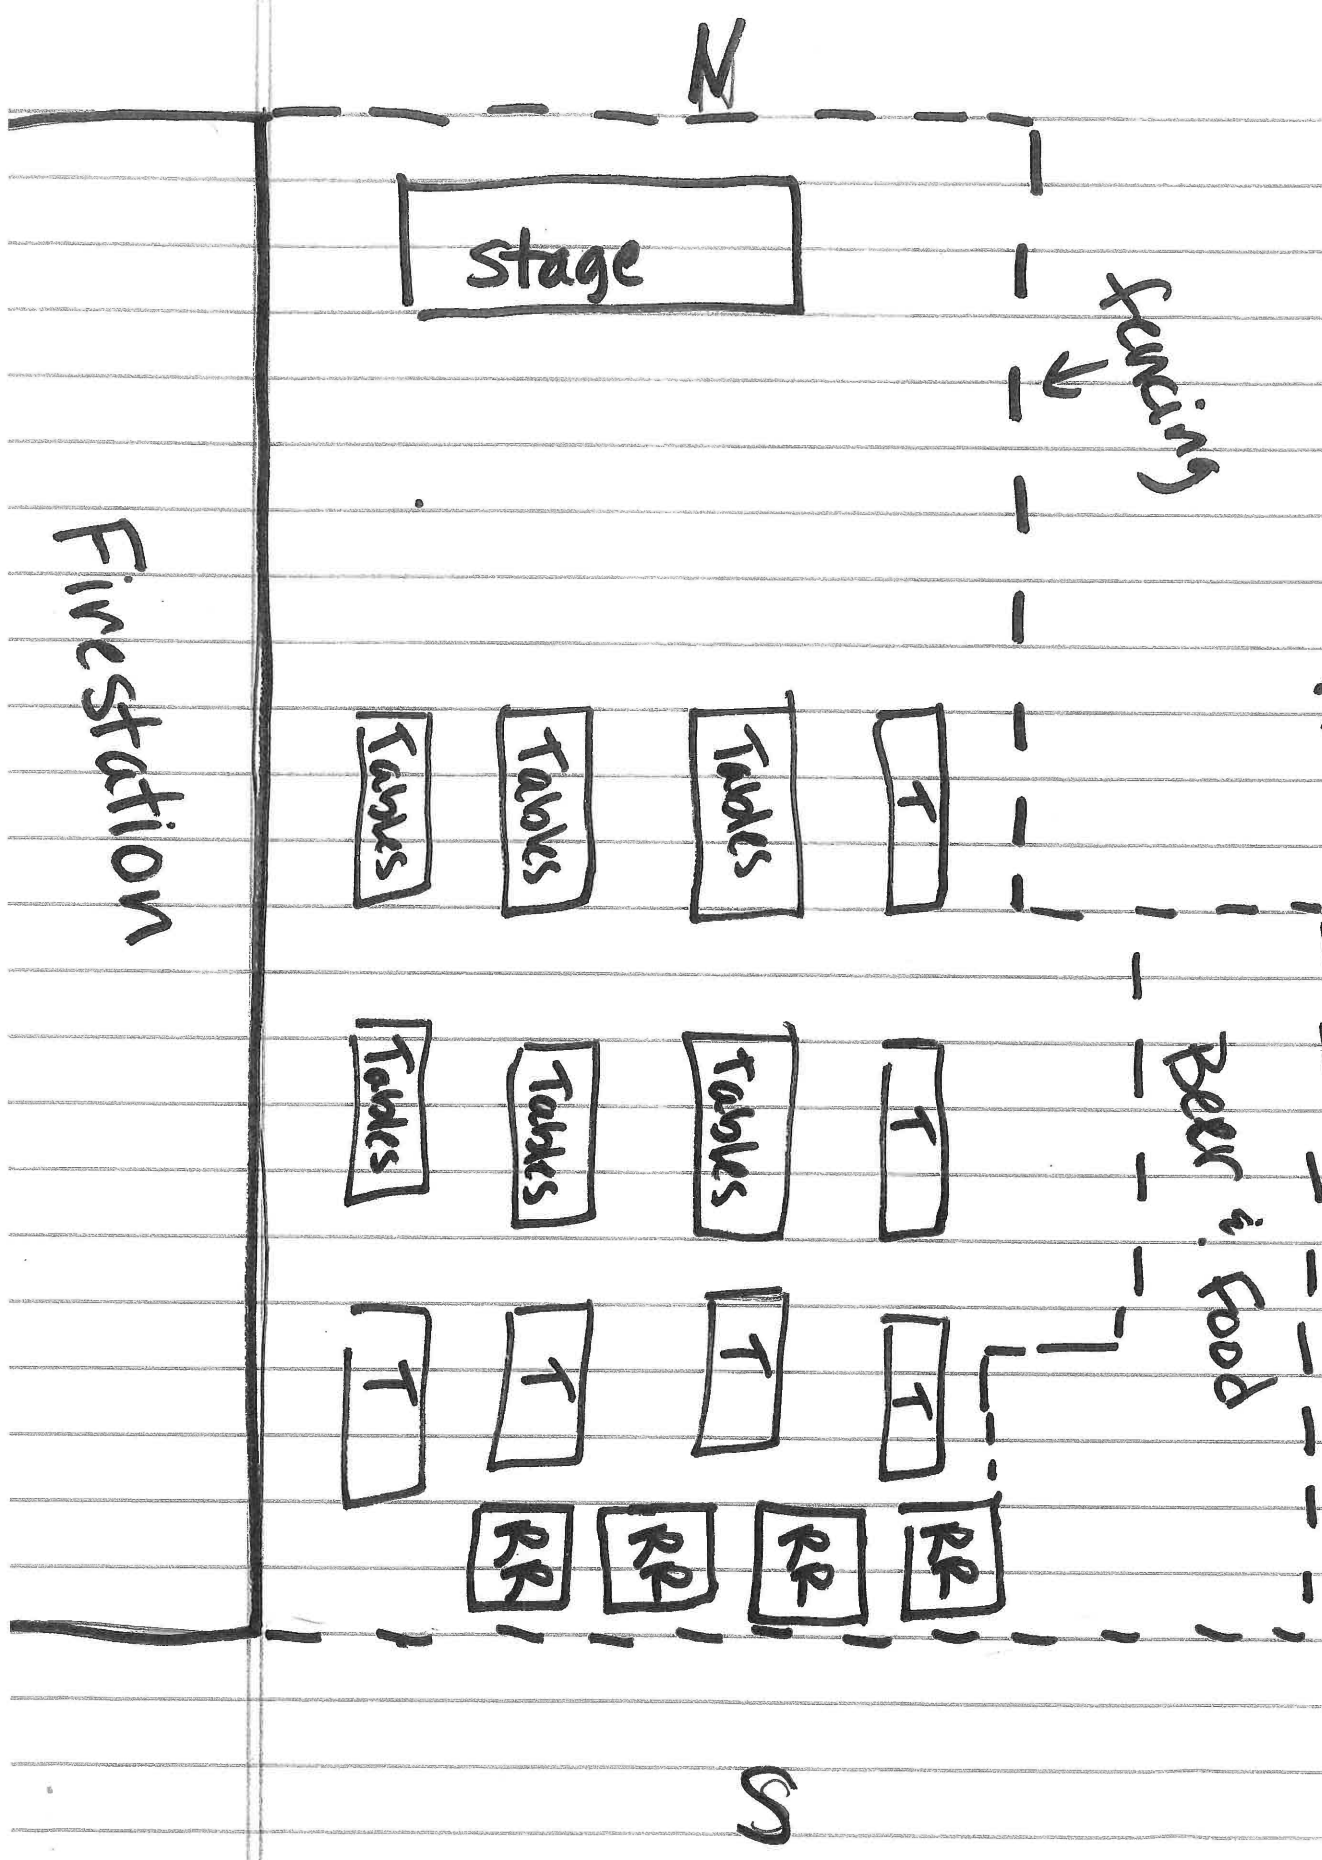 N
stage
fencing
Firestation
Tables
Tables
Tables
T
Tables
Tables
Tables
T
Beer & Food
T
T
T
T
RR
RR
RR
RR
S